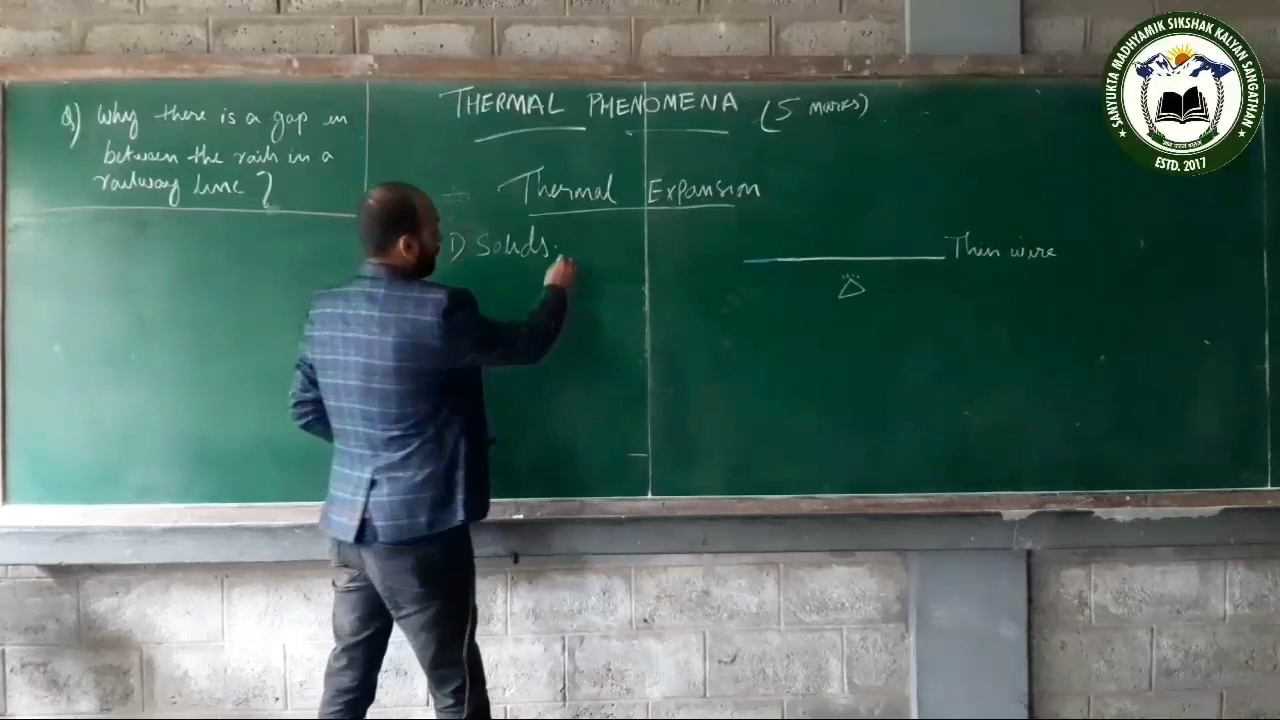 Q) Why there is a gap in
between the rails in a
railway line?
THERMAL PHENOMENA (5 marks)
Thermal Expansion
1) Solids:
Thin wire
SANYUKTA MADHYAMIK SIKSHAK KALYAN SANGATHAN
ESTD. 2017